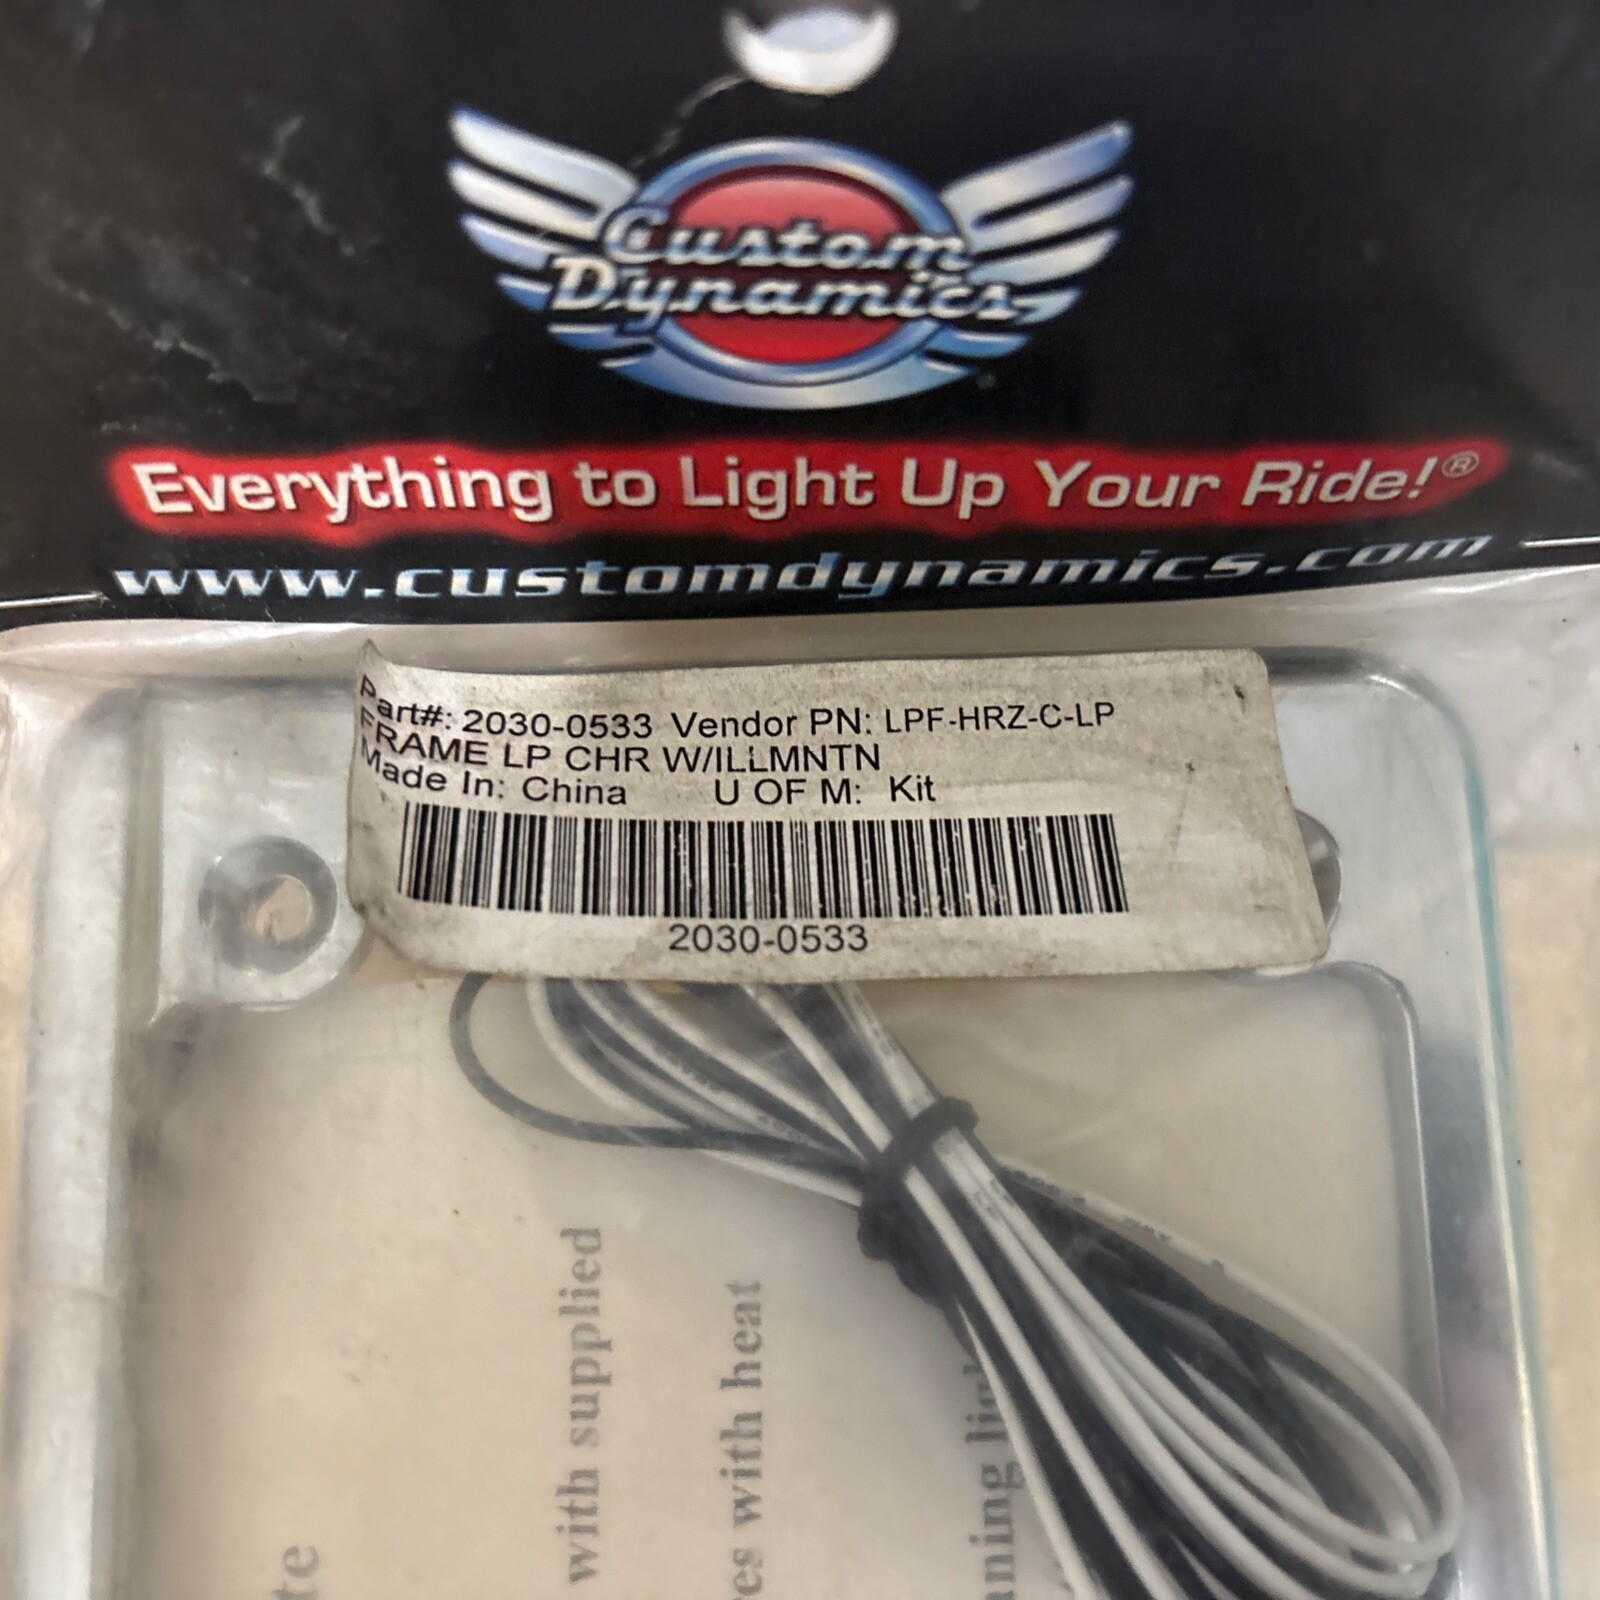 Custom
Dynamics
Everything to Light Up Your Ride!®
www.customdynamics.com
Part#: 2030-0533 Vendor PN: LPF-HRZ-C-LP
FRAME LP CHR W/ILLMNTN
Made In: China U OF M: Kit
2030-0533
with supplied
with heat